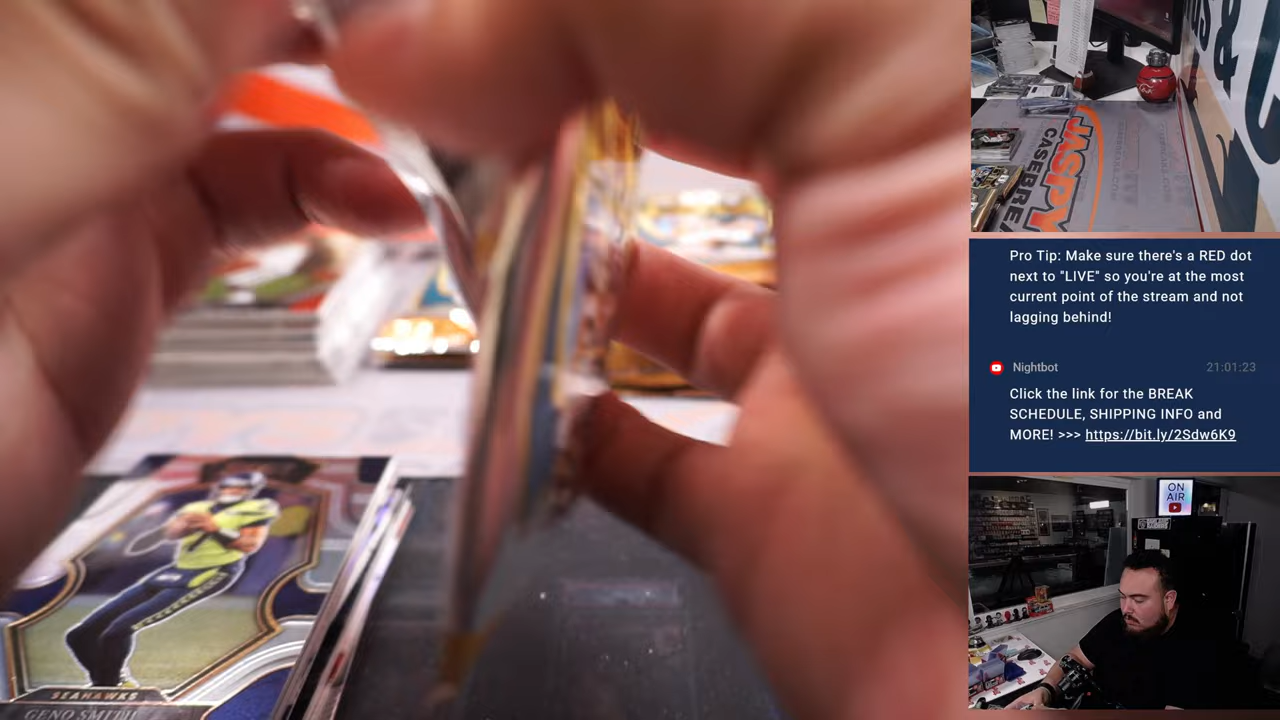 SEAHAWKS
GENO SMITH
JASPY
CASEBRE
&
Pro Tip: Make sure there's a RED dot
next to "LIVE" so you're at the most
current point of the stream and not
lagging behind!
Nightbot
21:01:23
Click the link for the BREAK
SCHEDULE, SHIPPING INFO and
MORE! >>> https://bit.ly/2Sdw6K9
ON
AIR